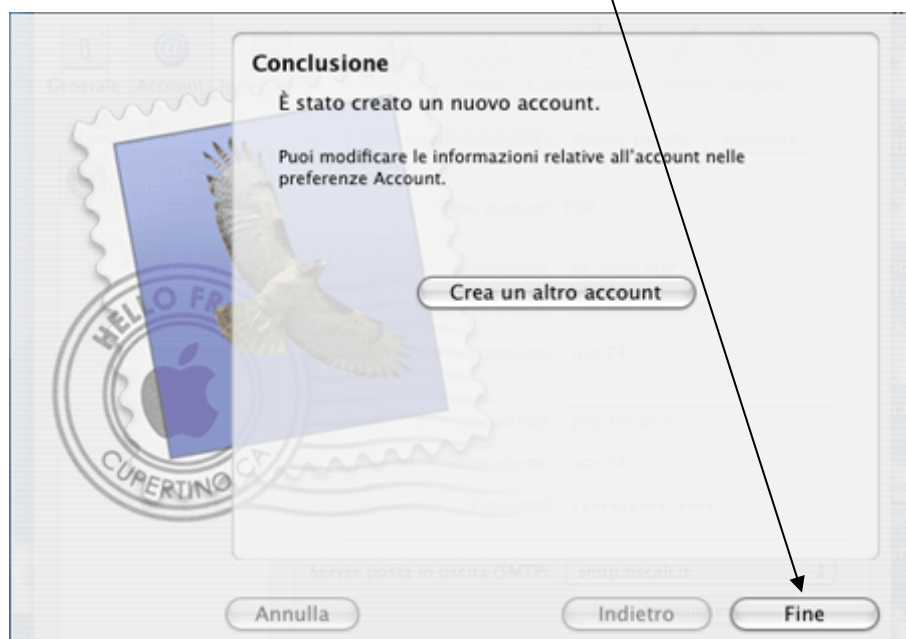 Generale Account
Conclusione
È stato creato un nuovo account.
Puoi modificare le informazioni relative all'account nelle
preferenze Account.
Crea un altro account
HELLO FR
CUPERTINO CA
Server posta in uscita (SMTP): smtp.tiscali.it
Annulla
Indietro
Fine